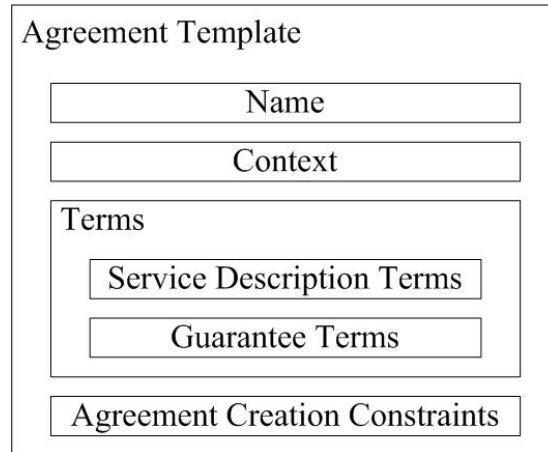 Agreement Template
Name
Context
Terms
Service Description Terms
Guarantee Terms
Agreement Creation Constraints